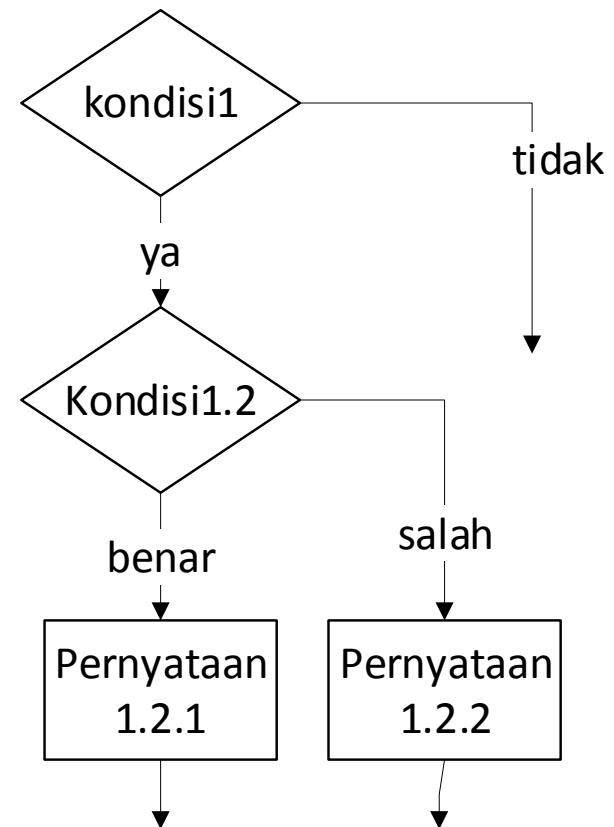 kondisi1
tidak
ya
Kondisi1.2
salah
benar
Pernyataan
1.2.1
Pernyataan
1.2.2